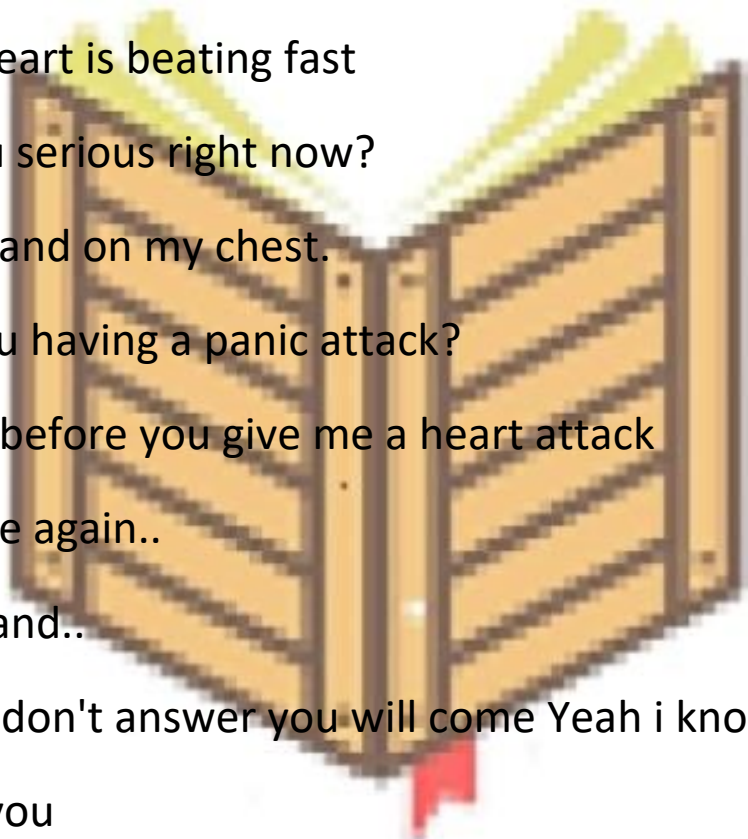 eart is beating fast
serious right now?
and on my chest.
u having a panic attack?
before you give me a heart attack
e again..
and..
don't answer you will come Yeah i kno
you